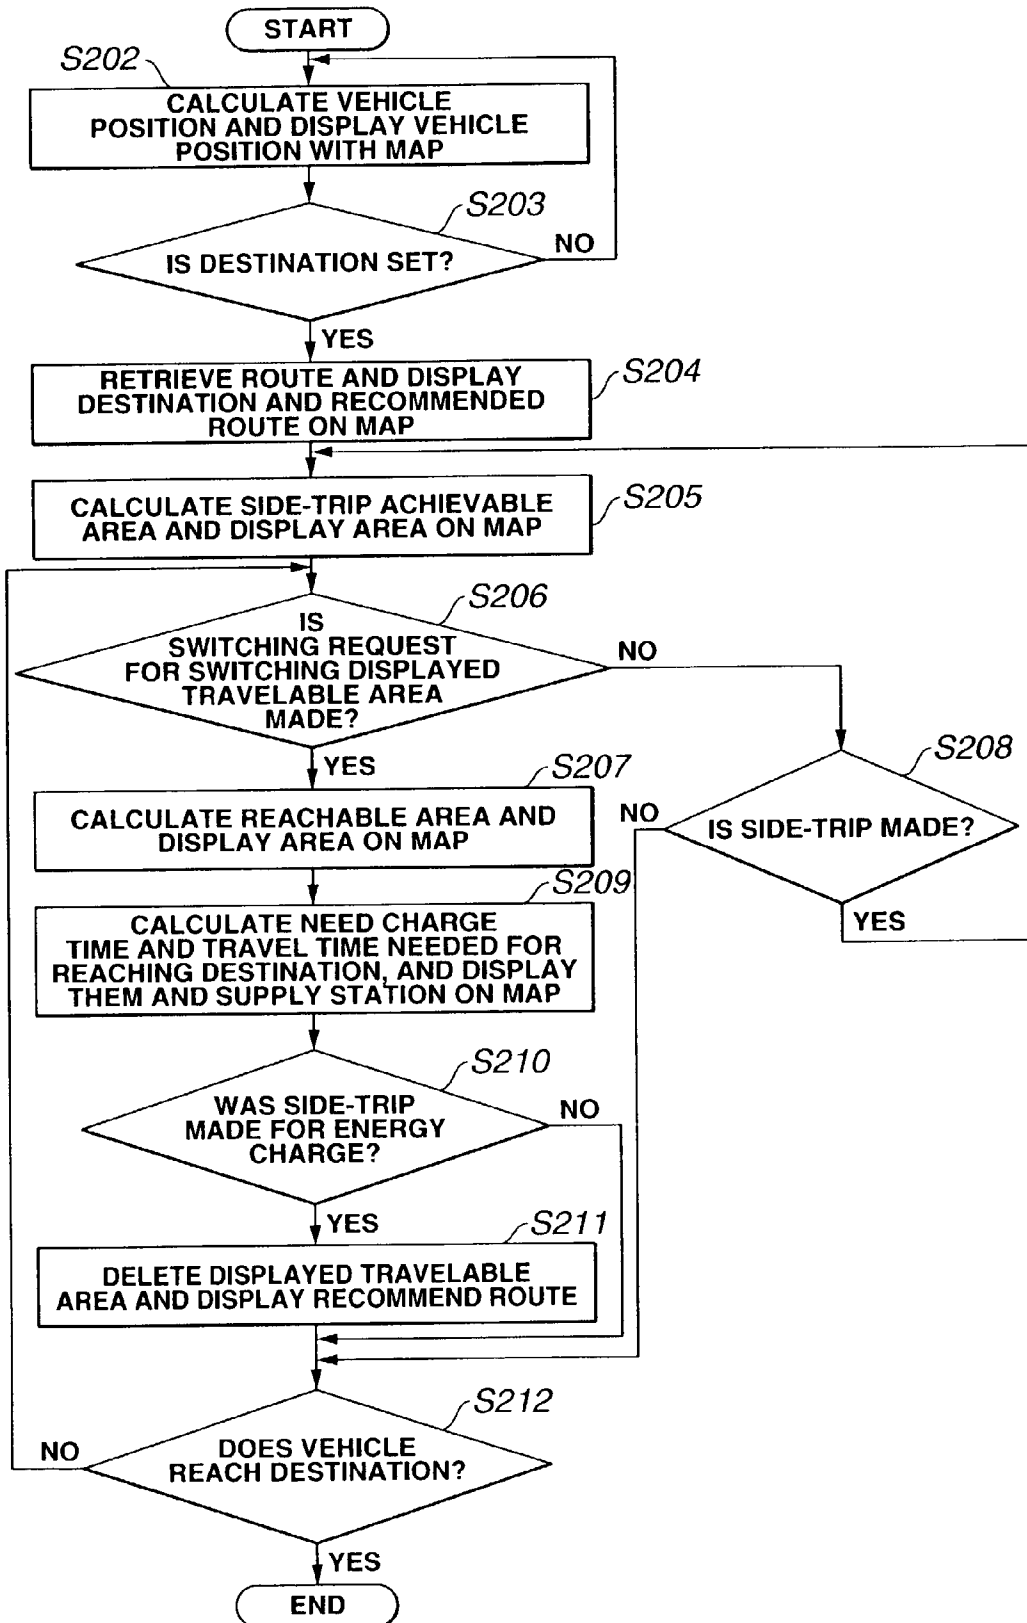 START
S202
CALCULATE VEHICLE
POSITION AND DISPLAY VEHICLE
POSITION WITH MAP
S203
IS DESTINATION SET?
NO
YES
RETRIEVE ROUTE AND DISPLAY
DESTINATION AND RECOMMENDED
ROUTE ON MAP
S204
CALCULATE SIDE-TRIP ACHIEVABLE
AREA AND DISPLAY AREA ON MAP
S205
S206
IS
SWITCHING REQUEST
FOR SWITCHING DISPLAYED
TRAVELABLE AREA
MADE?
NO
YES
S207
CALCULATE REACHABLE AREA AND
DISPLAY AREA ON MAP
S208
IS SIDE-TRIP MADE?
NO
YES
S209
CALCULATE NEED CHARGE
TIME AND TRAVEL TIME NEEDED FOR
REACHING DESTINATION, AND DISPLAY
THEM AND SUPPLY STATION ON MAP
S210
WAS SIDE-TRIP
MADE FOR ENERGY
CHARGE?
NO
YES
S211
DELETE DISPLAYED TRAVELABLE
AREA AND DISPLAY RECOMMEND ROUTE
S212
DOES VEHICLE
REACH DESTINATION?
NO
YES
END